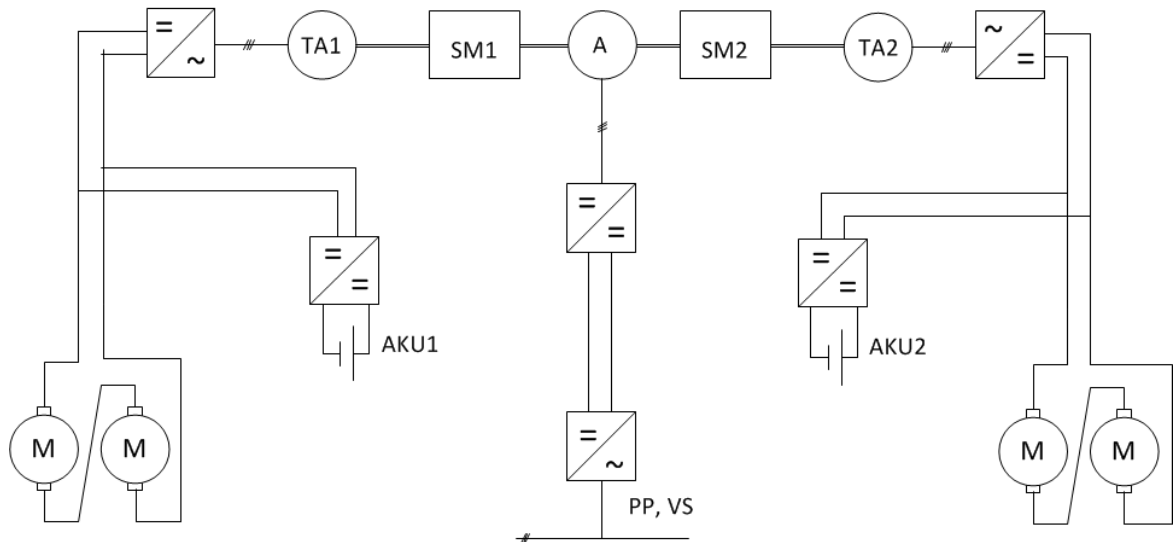 =
~
TA1
SM1
A
SM2
TA2
~
=
=
=
=
=
=
=
AKU1
AKU2
M
M
=
~
M
M
PP, VS